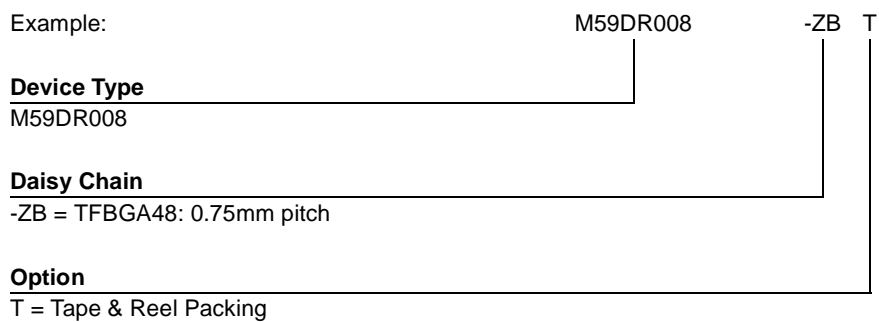 Example: M59DR008 -ZB T
Device Type
M59DR008
Daisy Chain
-ZB = TFBGA48: 0.75mm pitch
Option
T = Tape & Reel Packing